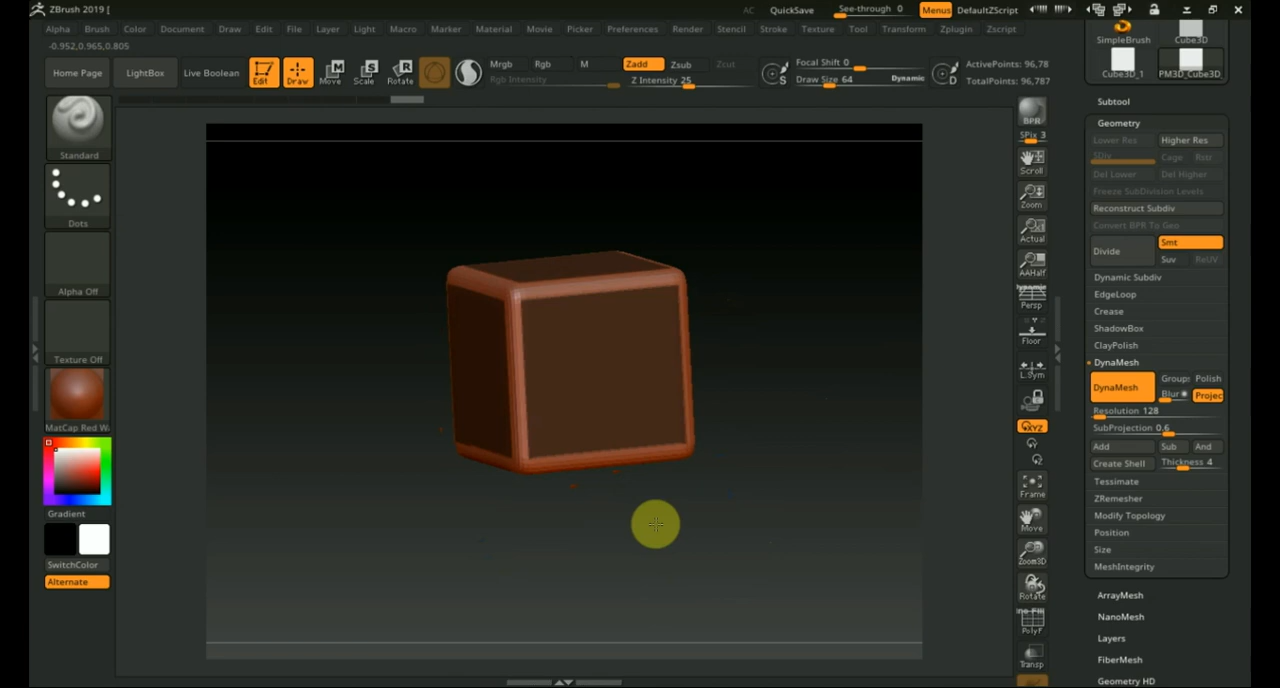 ZBrush 2019 [
AC QuickSave See-through 0 Menus DefaultZScript
Alpha Brush Color Document Draw Edit File Layer Light Macro Marker Material Movie Picker Preferences Render Stencil Stroke Texture Tool Transform Zplugin Zscript
-0.952,0.965,0.805
Home Page LightBox Live Boolean Edit Draw Move Scale Rotate
Mrgb Rgb M Zadd Zsub Zcut
Rgb Intensity Z Intensity 25
Focal Shift 0
Draw Size 64 Dynamic
S
D
ActivePoints: 96,78
TotalPoints: 96,787
Standard
Dots
Alpha Off
Texture Off
MatCap Red Wa
Gradient
SwitchColor
Alternate
BPR
SPix 3
Scroll
Zoom
Actual
AAHalf
Dynamic
Persp
Floor
L.Sym
XYZ
Frame
Move
Zoom3D
Rotate
Line Fill
PolyF
Transp
SimpleBrush Cube3D
Cube3D_1 PM3D_Cube3D_
Subtool
Geometry
Lower Res Higher Res
SDiv Cage Rstr
Del Lower Del Higher
Freeze SubDivision Levels
Reconstruct Subdiv
Convert BPR To Geo
Divide Smt
Suv ReUV
Dynamic Subdiv
EdgeLoop
Crease
ShadowBox
ClayPolish
DynaMesh
DynaMesh Groups Polish
Blur Projec
Resolution 128
SubProjection 0.6
Add Sub And
Create Shell Thickness 4
Tessimate
ZRemesher
Modify Topology
Position
Size
MeshIntegrity
ArrayMesh
NanoMesh
Layers
FiberMesh
Geometry HD